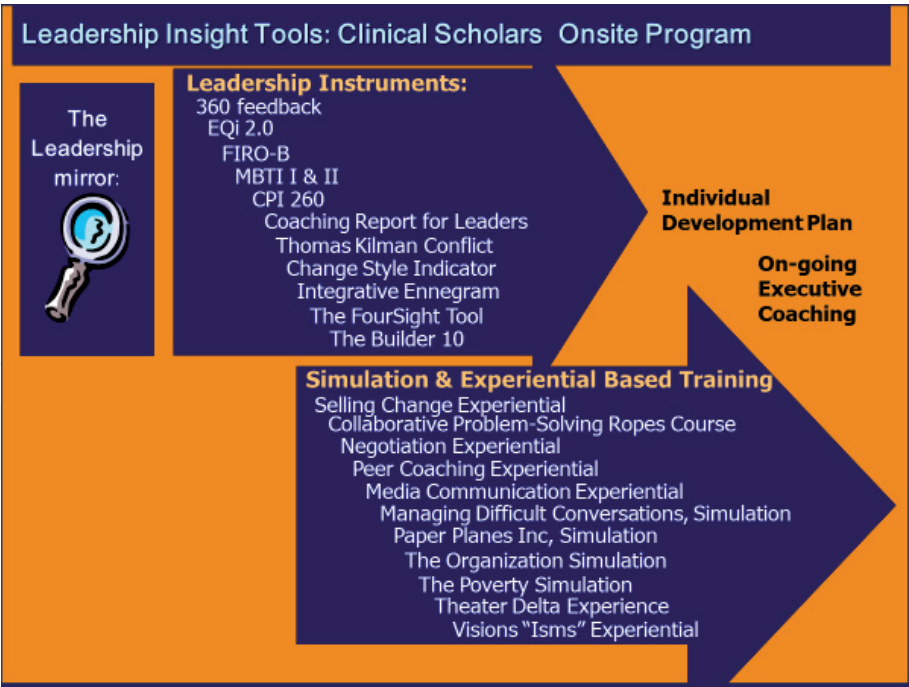 Leadership Insight Tools: Clinical Scholars Onsite Program
The
Leadership
mirror:
Leadership Instruments:
360 feedback
EQi 2.0
FIRO-B
MBTI I & II
CPI 260
Coaching Report for Leaders
Thomas Kilman Conflict
Change Style Indicator
Integrative Ennegram
The FourSight Tool
The Builder 10
Individual
Development Plan
On-going
Executive
Coaching
Simulation & Experiential Based Training
Selling Change Experiential
Collaborative Problem-Solving Ropes Course
Negotiation Experiential
Peer Coaching Experiential
Media Communication Experiential
Managing Difficult Conversations, Simulation
Paper Planes Inc, Simulation
The Organization Simulation
The Poverty Simulation
Theater Delta Experience
Visions “Isms” Experiential